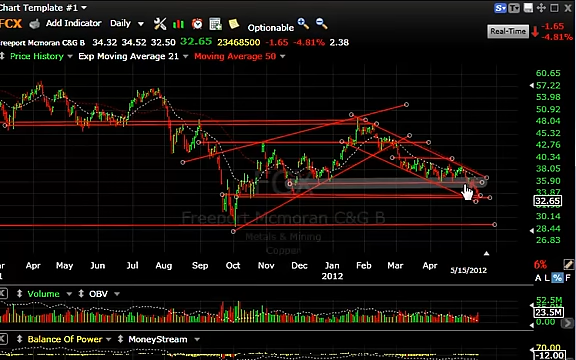 Chart Template #1
FCX Add Indicator Daily 2012 Optionable Real-Time -1.65
-4.81%
Freeport Mcmoran C&G B 34.32 34.52 32.50 32.65 23468500 -1.65 -4.81% 2.38
Price History Exp Moving Average 21 Moving Average 50
60.65
57.22
53.98
50.92
48.04
45.32
42.76
40.34
38.05
35.90
33.87
32.65
30.14
28.44
26.83
Freeport Mcmoran C&G B
Metals & Mining
Copper
Apr May Jun Jul Aug Sep Oct Nov Dec 2012 Feb Mar Apr 5/15/2012
6%
A L % F
Volume OBV
52.5M
23.5M
0.00
Balance Of Power MoneyStream
70.00
-12.00